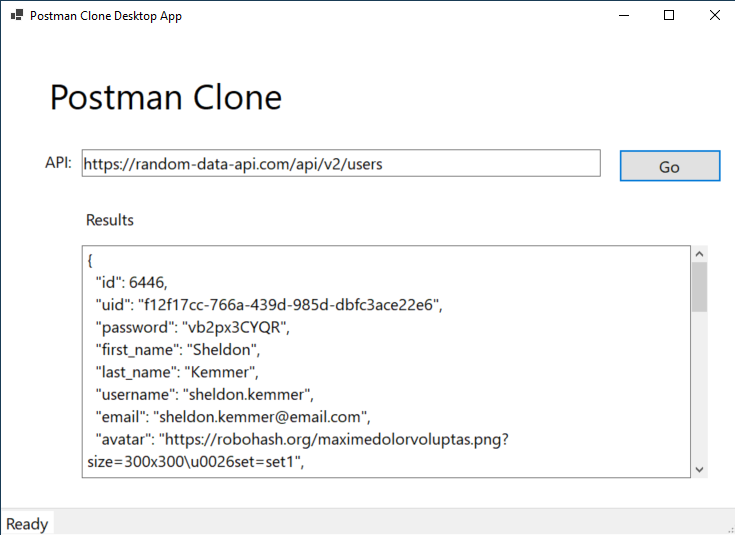 Postman Clone Desktop App
Postman Clone
API: https://random-data-api.com/api/v2/users Go
Results
{
"id": 6446,
"uid": "f12f17cc-766a-439d-985d-dbfc3ace22e6",
"password": "vb2px3CYQR",
"first_name": "Sheldon",
"last_name": "Kemmer",
"username": "sheldon.kemmer",
"email": "sheldon.kemmer@email.com",
"avatar": "https://robohash.org/maximedolorvoluptas.png?
size=300x300\u0026set=set1",
Ready